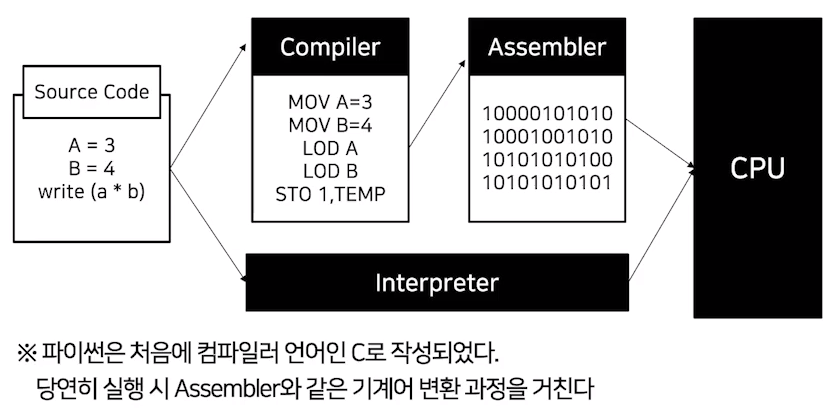 Source Code
A = 3
B = 4
write (a * b)
Compiler
MOV A=3
MOV B=4
LOD A
LOD B
STO 1,TEMP
Assembler
10000101010
10001001010
10101010100
10101010101
Interpreter
CPU
※ 파이썬은 처음에 컴파일러 언어인 C로 작성되었다.
당연히 실행 시 Assembler와 같은 기계어 변환 과정을 거친다